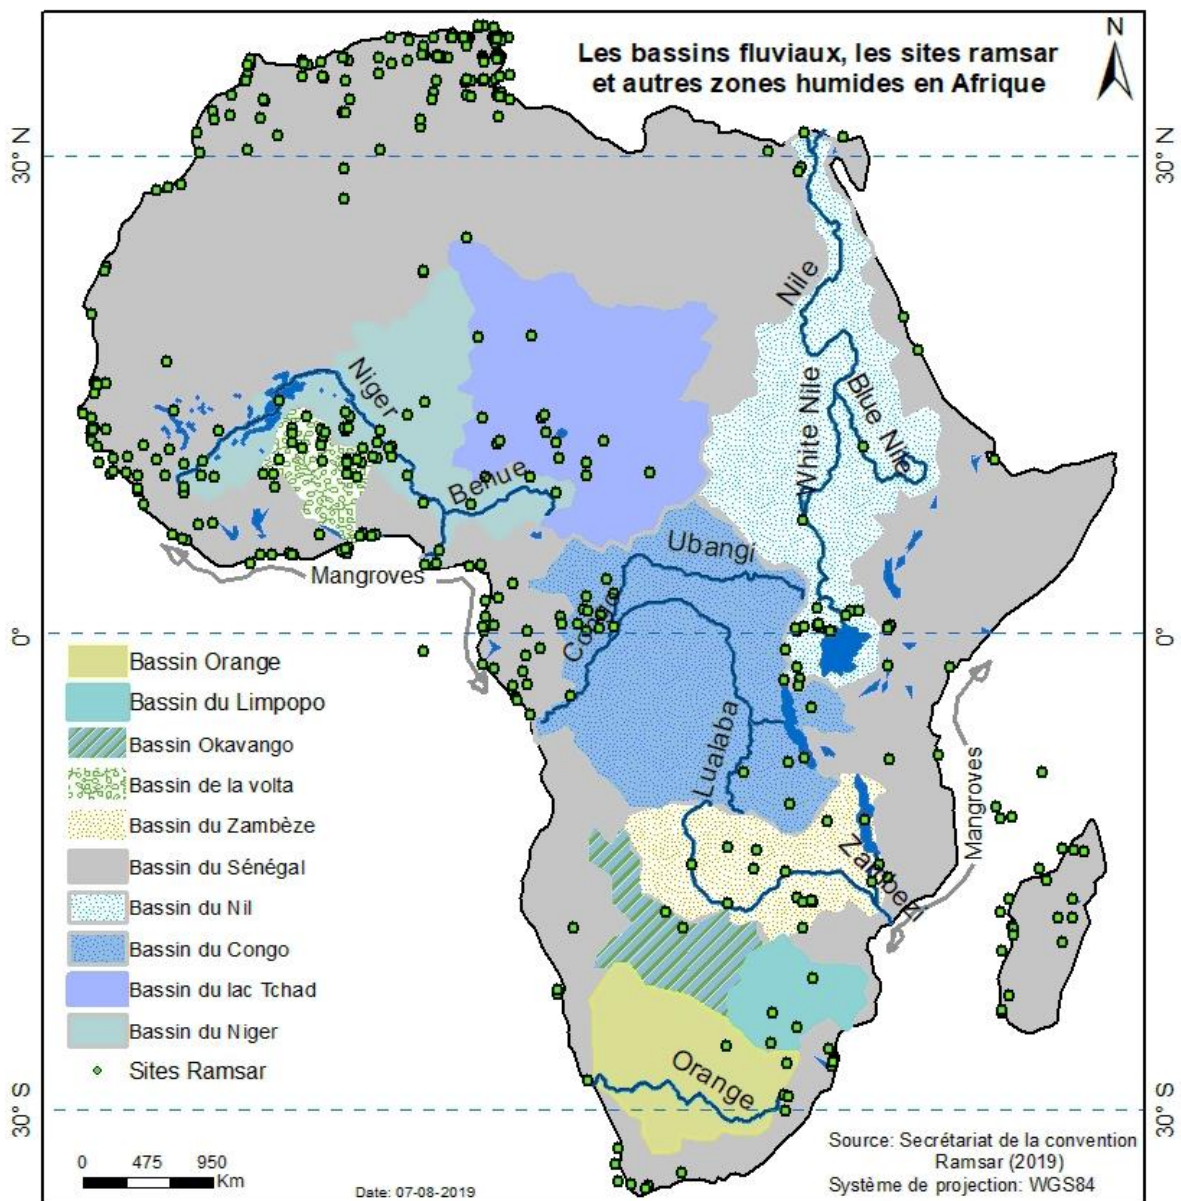 Les bassins fluviaux, les sites ramsar
et autres zones humides en Afrique
N
30° N
30° N
Nile
Niger
White Nile
Blue Nile
Benue
Ubangi
Mangroves
Congo
0°
0°
Bassin Orange
Bassin du Limpopo
Bassin Okavango
Bassin de la volta
Bassin du Zambèze
Bassin du Sénégal
Bassin du Nil
Bassin du Congo
Bassin du lac Tchad
Bassin du Niger
Sites Ramsar
Lualaba
Mangroves
Zambezi
Orange
30° S
30° S
0 475 950
Km
Date: 07-08-2019
Source: Secrétariat de la convention
Ramsar (2019)
Système de projection: WGS84